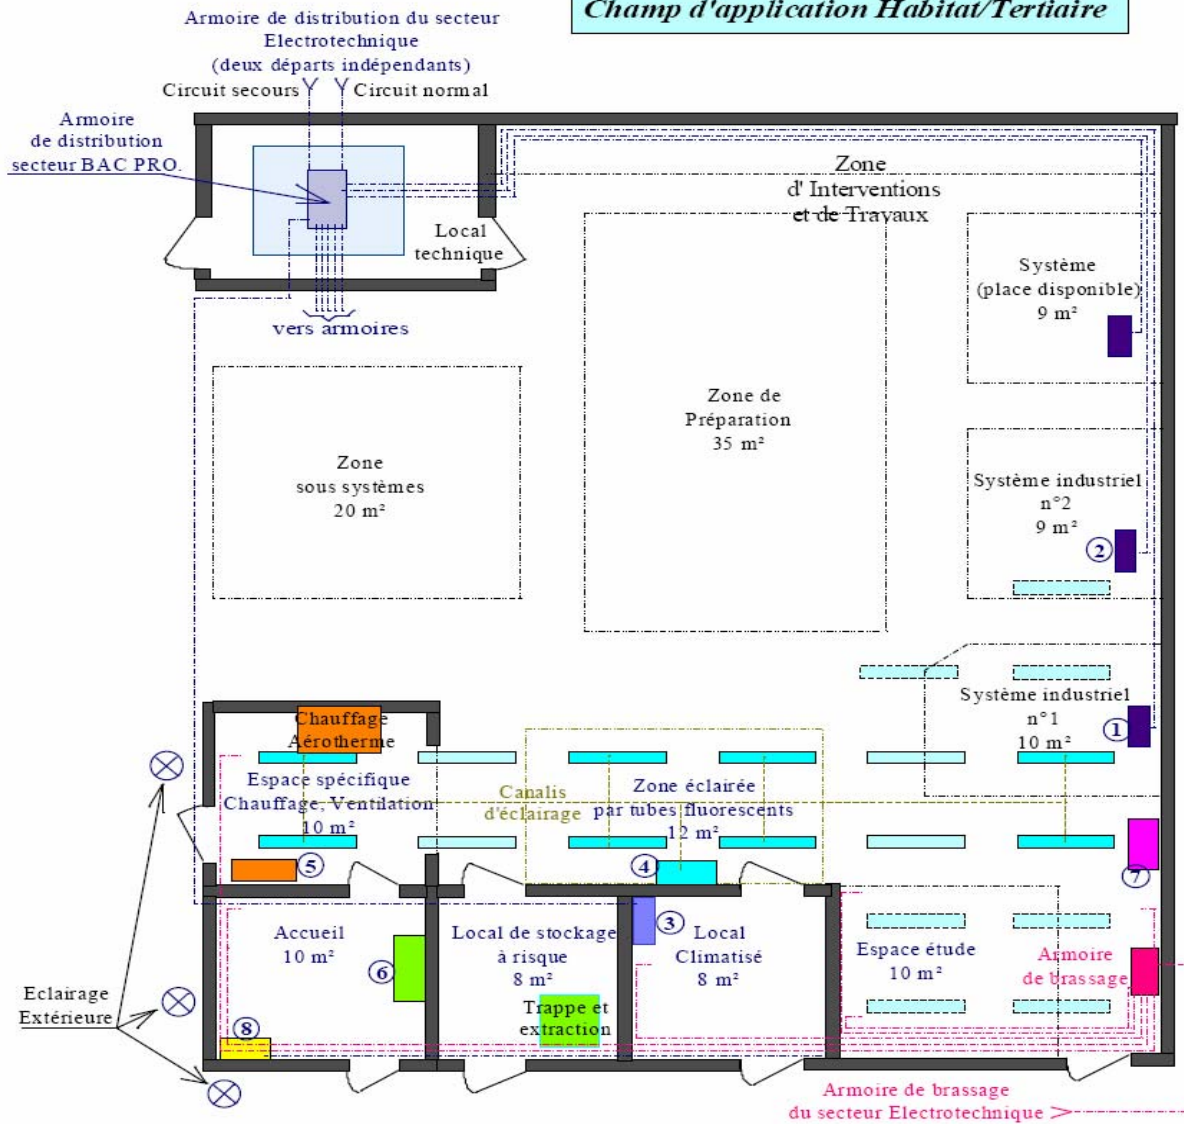 Champ d'application Habitat/Tertiaire
Armoire de distribution du secteur
Electrotechnique
(deux départs indépendants)
Circuit secours
Circuit normal
Armoire
de distribution
secteur BAC PRO.
Zone
d' Interventions
et de Travaux
Local
technique
vers armoires
Système
(place disponible)
9 m²
Zone de
Préparation
35 m²
Zone
sous systèmes
20 m²
Système industriel
n°2
9 m²
2
Système industriel
n°1
10 m²
1
Chauffage
Aérotherme
Espace spécifique
Chauffage, Ventilation
10 m²
Canalis
d'éclairage
Zone éclairée
par tubes fluorescents
12 m²
5
4
7
Accueil
10 m²
6
Local de stockage
à risque
8 m²
Trappe et
extraction
3
Local
Climatisé
8 m²
Espace étude
10 m²
Armoire
de brassage
Eclairage
Extérieure
8
Armoire de brassage
du secteur Electrotechnique